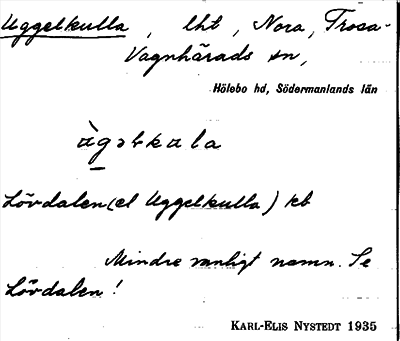 Uggelkulla, lht, Nora, Trosa-
Vagnhärads sn,
Hölebo hd, Södermanlands län
Lövdalen (el Uggelkulla) kb
Mindre vanligt namn. Se
Lövdalen!
KARL-ELIS NYSTEDT 1935